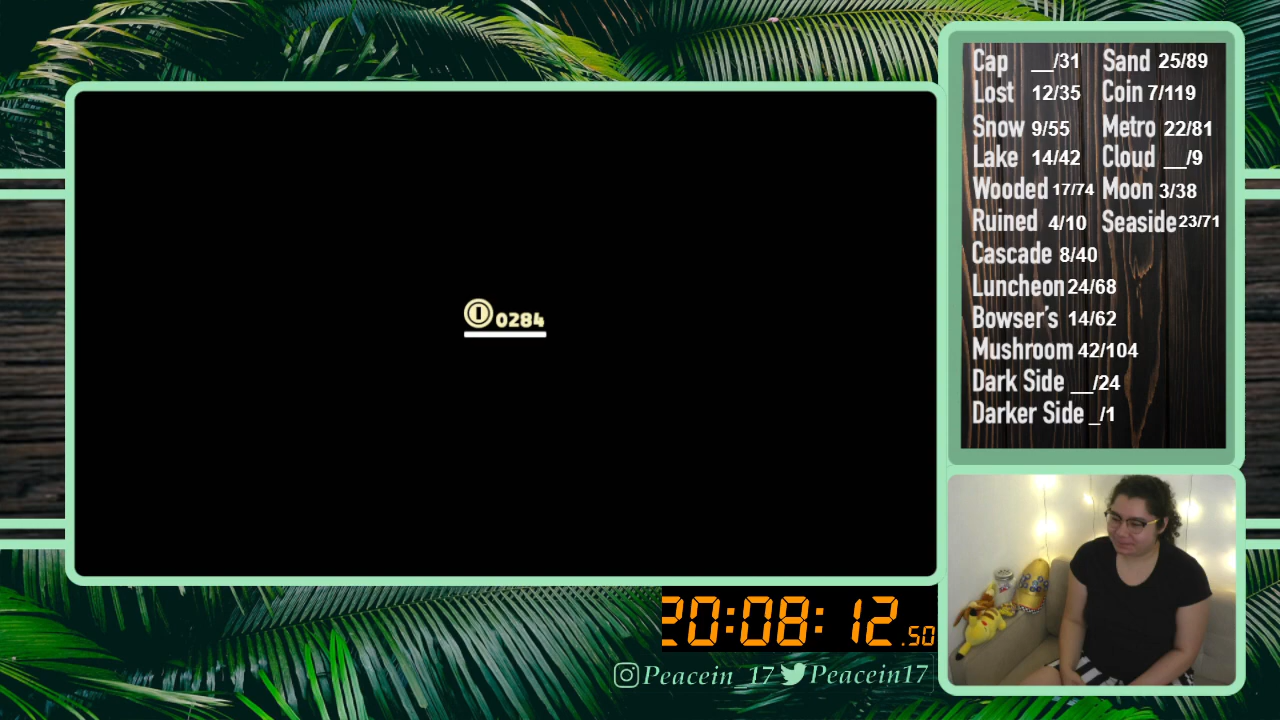 Cap __/31 Sand 25/89
Lost 12/35 Coin 7/119
Snow 9/55 Metro 22/81
Lake 14/42 Cloud __/9
Wooded 17/74 Moon 3/38
Ruined 4/10 Seaside 23/71
Cascade 8/40
Luncheon 24/68
Bowser's 14/62
Mushroom 42/104
Dark Side __/24
Darker Side _/1
0284
20:08:12.50
Peacein_17 Peacein17